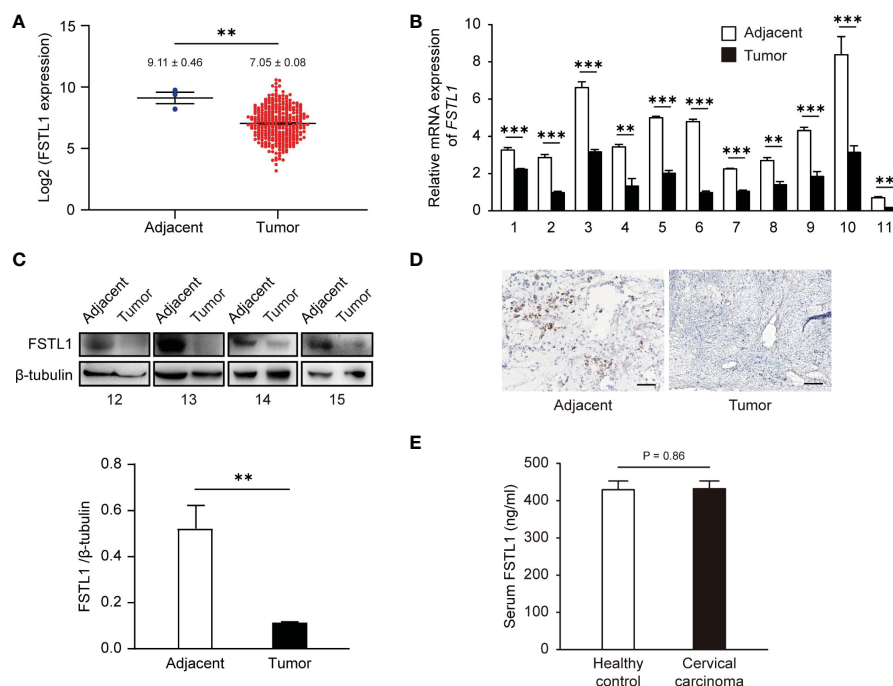 A
Log2 (FSTL1 expression)
15
10
5
0
**
9.11 ± 0.46
7.05 ± 0.08
Adjacent
Tumor
B
Relative mRNA expression
of FSTL1
10
8
6
4
2
0
Adjacent
Tumor
*** *** *** ** *** *** *** ** *** *** **
1 2 3 4 5 6 7 8 9 10 11
C
Adjacent Tumor Adjacent Tumor Adjacent Tumor Adjacent Tumor
FSTL1
β-tubulin
12 13 14 15
FSTL1 /β-tubulin
0.8
0.6
0.4
0.2
0.0
**
Adjacent
Tumor
D
Adjacent
Tumor
E
Serum FSTL1 (ng/ml)
500
400
300
200
100
0
P = 0.86
Healthy
control
Cervical
carcinoma